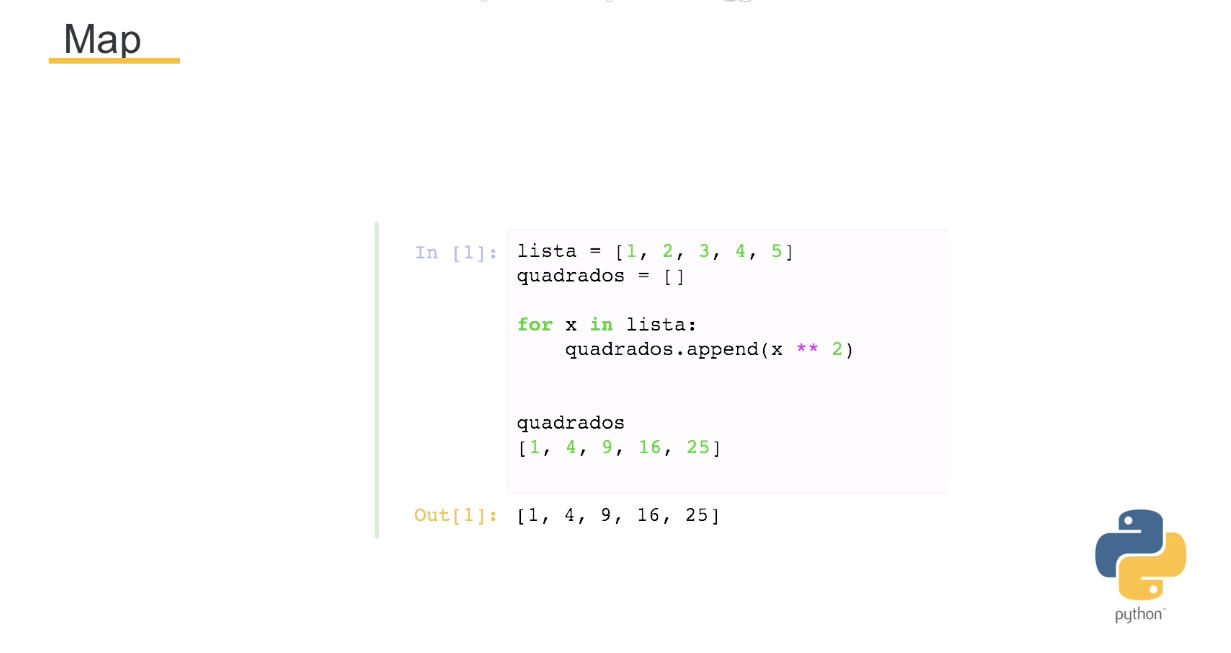 Map
In [1]: lista = [1, 2, 3, 4, 5]
quadrados = []
for x in lista:
quadrados.append(x ** 2)
quadrados
[1, 4, 9, 16, 25]
Out[1]: [1, 4, 9, 16, 25]
python™